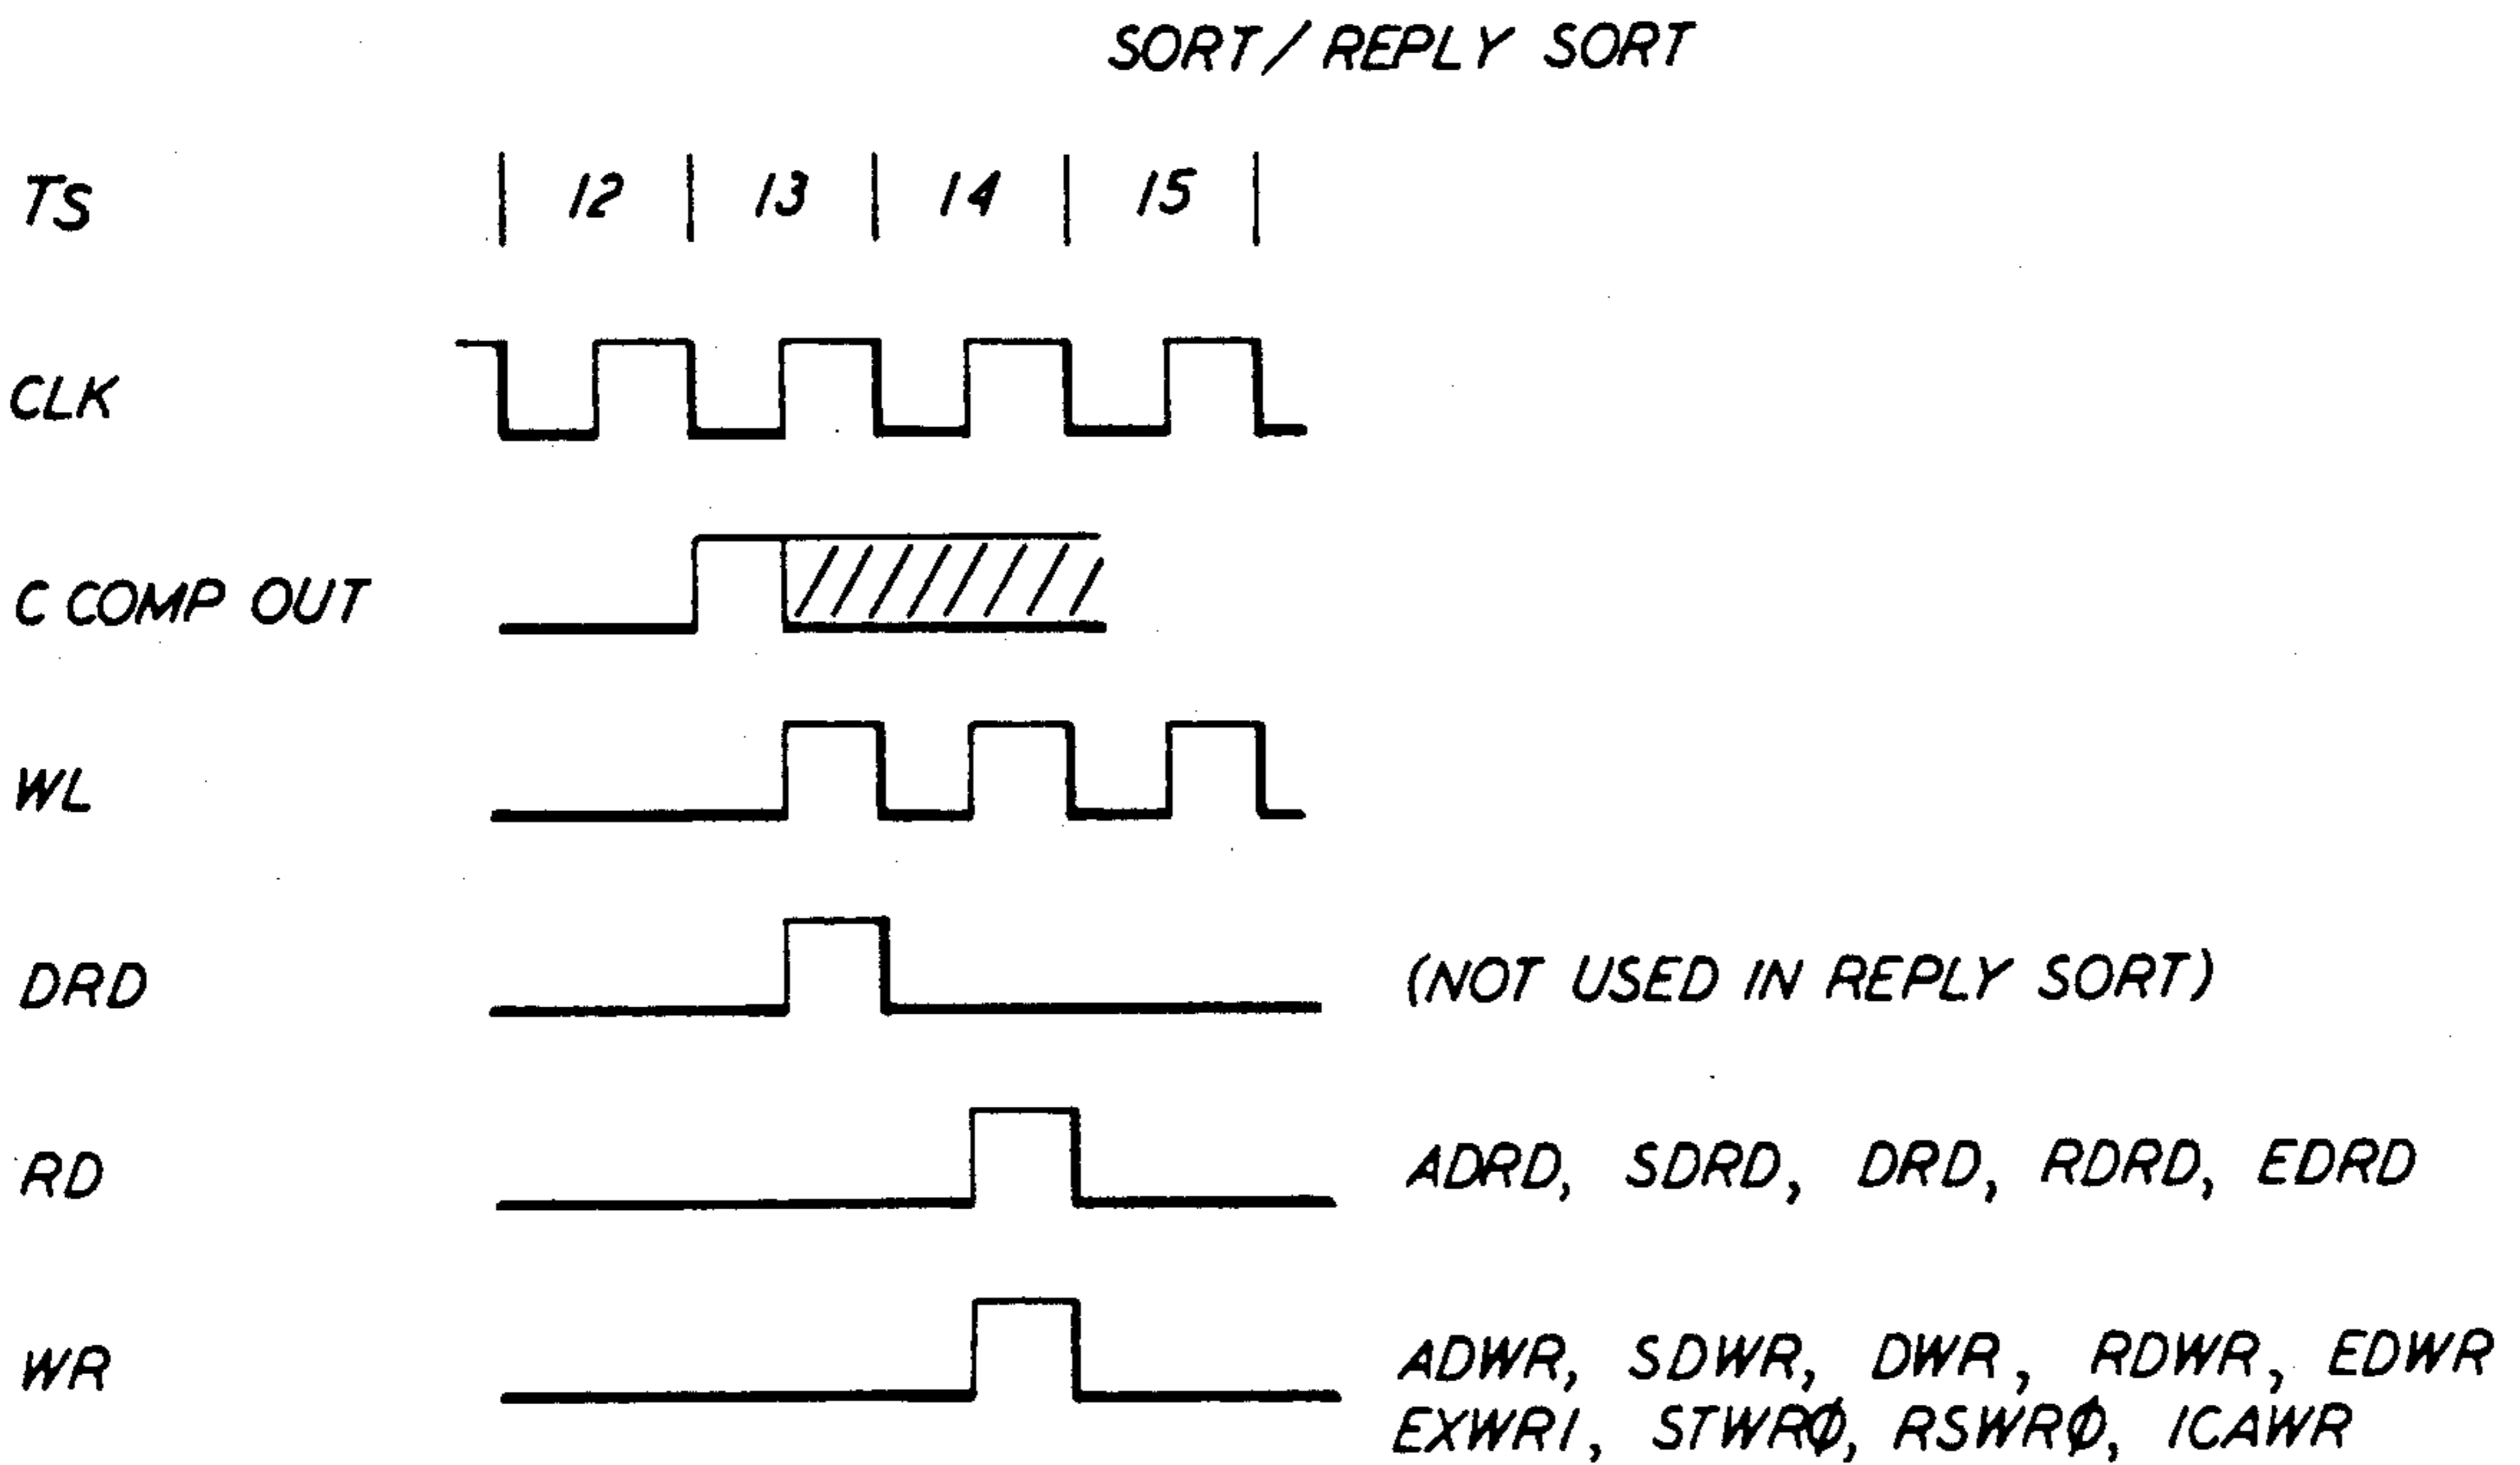 SORT/REPLY SORT
TS 12 13 14 15
CLK
C COMP OUT
WL
DRD (NOT USED IN REPLY SORT)
RD ADRD, SDRD, DRD, RDRD, EDRD
WR ADWR, SDWR, DWR, RDWR, EDWR
EXWR1, STWRØ, RSWRØ, ICAWR